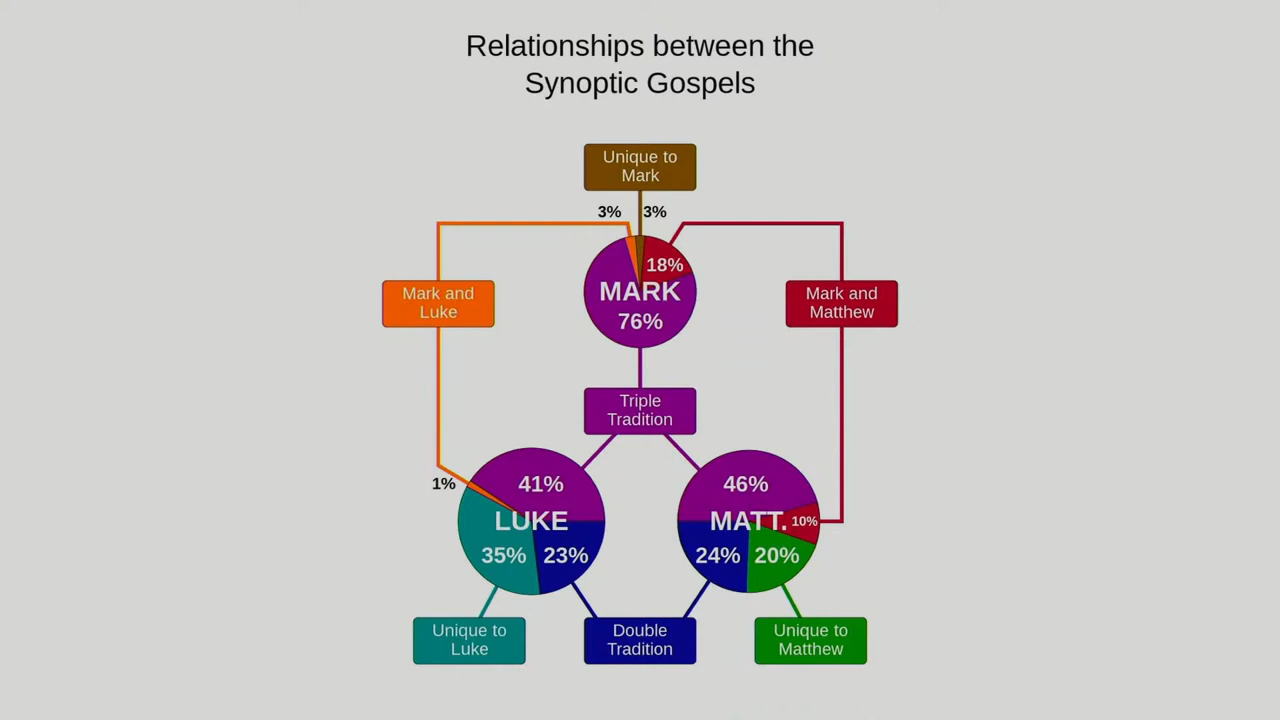 Relationships between the
Synoptic Gospels
Unique to
Mark
3%
3%
18%
MARK
76%
Mark and
Luke
Mark and
Matthew
Triple
Tradition
1%
41%
LUKE
35%
23%
46%
MATT.
10%
24%
20%
Unique to
Luke
Double
Tradition
Unique to
Matthew